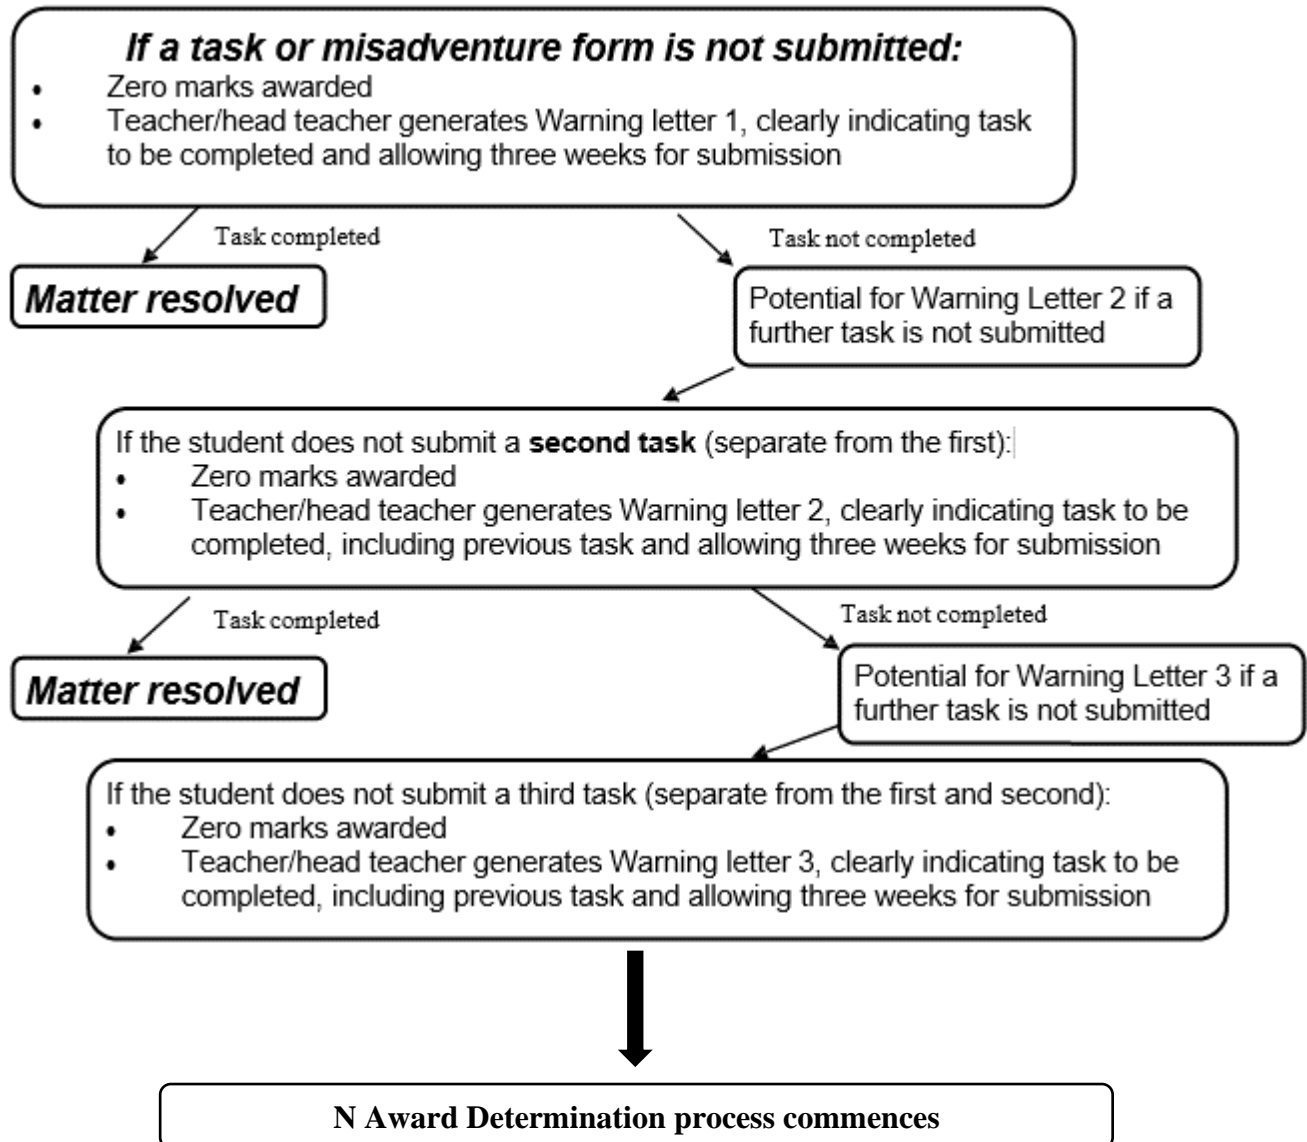 If a task or misadventure form is not submitted:
• Zero marks awarded
• Teacher/head teacher generates Warning letter 1, clearly indicating task
to be completed and allowing three weeks for submission
Task completed
Task not completed
Matter resolved
Potential for Warning Letter 2 if a
further task is not submitted
If the student does not submit a second task (separate from the first):
• Zero marks awarded
• Teacher/head teacher generates Warning letter 2, clearly indicating task to be
completed, including previous task and allowing three weeks for submission
Task completed
Task not completed
Matter resolved
Potential for Warning Letter 3 if a
further task is not submitted
If the student does not submit a third task (separate from the first and second):
• Zero marks awarded
• Teacher/head teacher generates Warning letter 3, clearly indicating task to be
completed, including previous task and allowing three weeks for submission
N Award Determination process commences